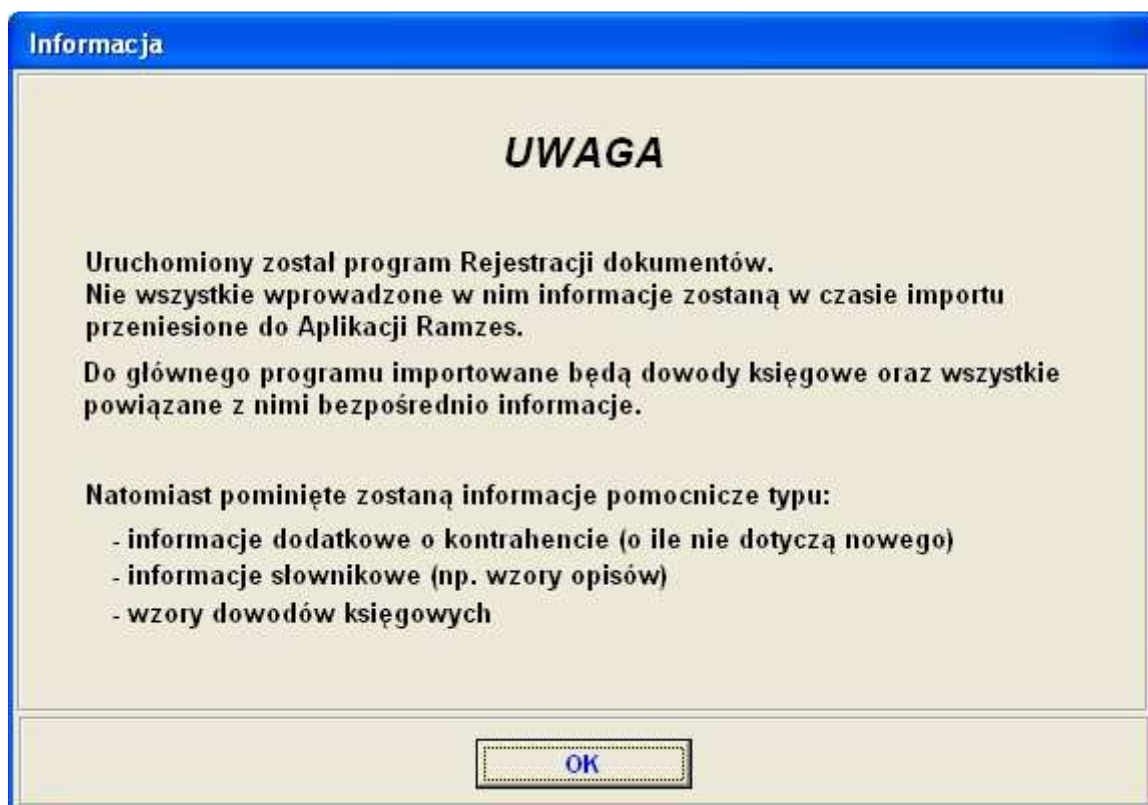 Informacja
UWAGA
Uruchomiony został program Rejestracji dokumentów.
Nie wszystkie wprowadzone w nim informacje zostaną w czasie importu
przeniesione do Aplikacji Ramzes.
Do głównego programu importowane będą dowody księgowe oraz wszystkie
powiązane z nimi bezpośrednio informacje.
Natomiast pominięte zostaną informacje pomocnicze typu:
- informacje dodatkowe o kontrahencie (o ile nie dotyczą nowego)
- informacje słownikowe (np. wzory opisów)
- wzory dowodów księgowych
OK